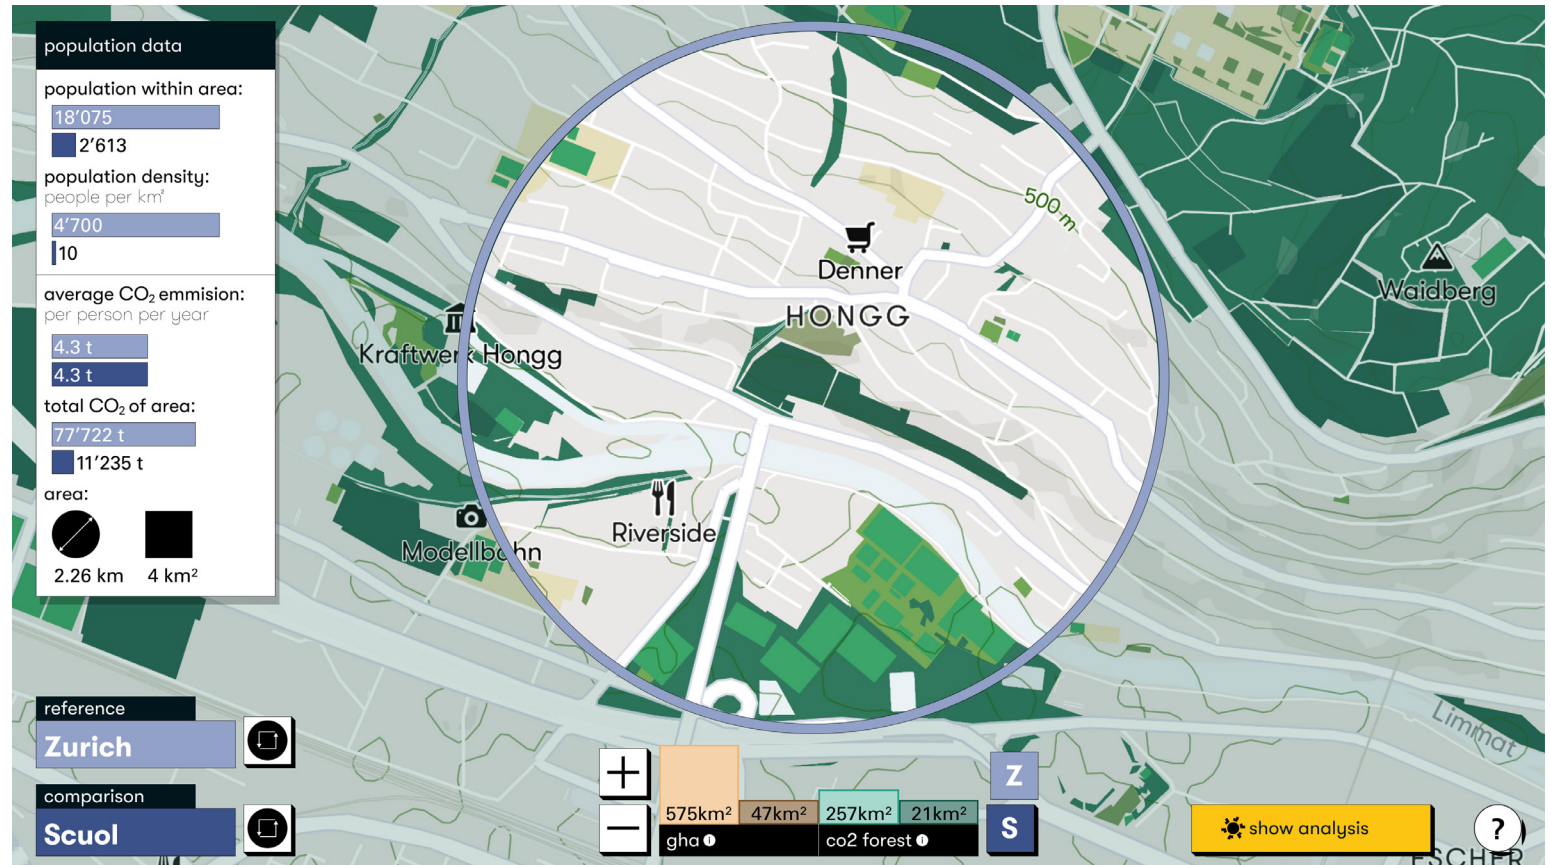 population data
population within area:
18’075
2’613
population density:
people per km²
4’700
10
average CO₂ emmision:
per person per year
4.3 t
4.3 t
total CO₂ of area:
77’722 t
11’235 t
area:
2.26 km
4 km²
500 m
Denner
HONGG
Waidberg
Kraftwerk Hongg
Riverside
Modellbahn
Limmat
reference
Zurich
comparison
Scuol
+
−
575km²
47km²
257km²
21km²
gha i
co2 forest i
Z
S
show analysis
?
ESCHER